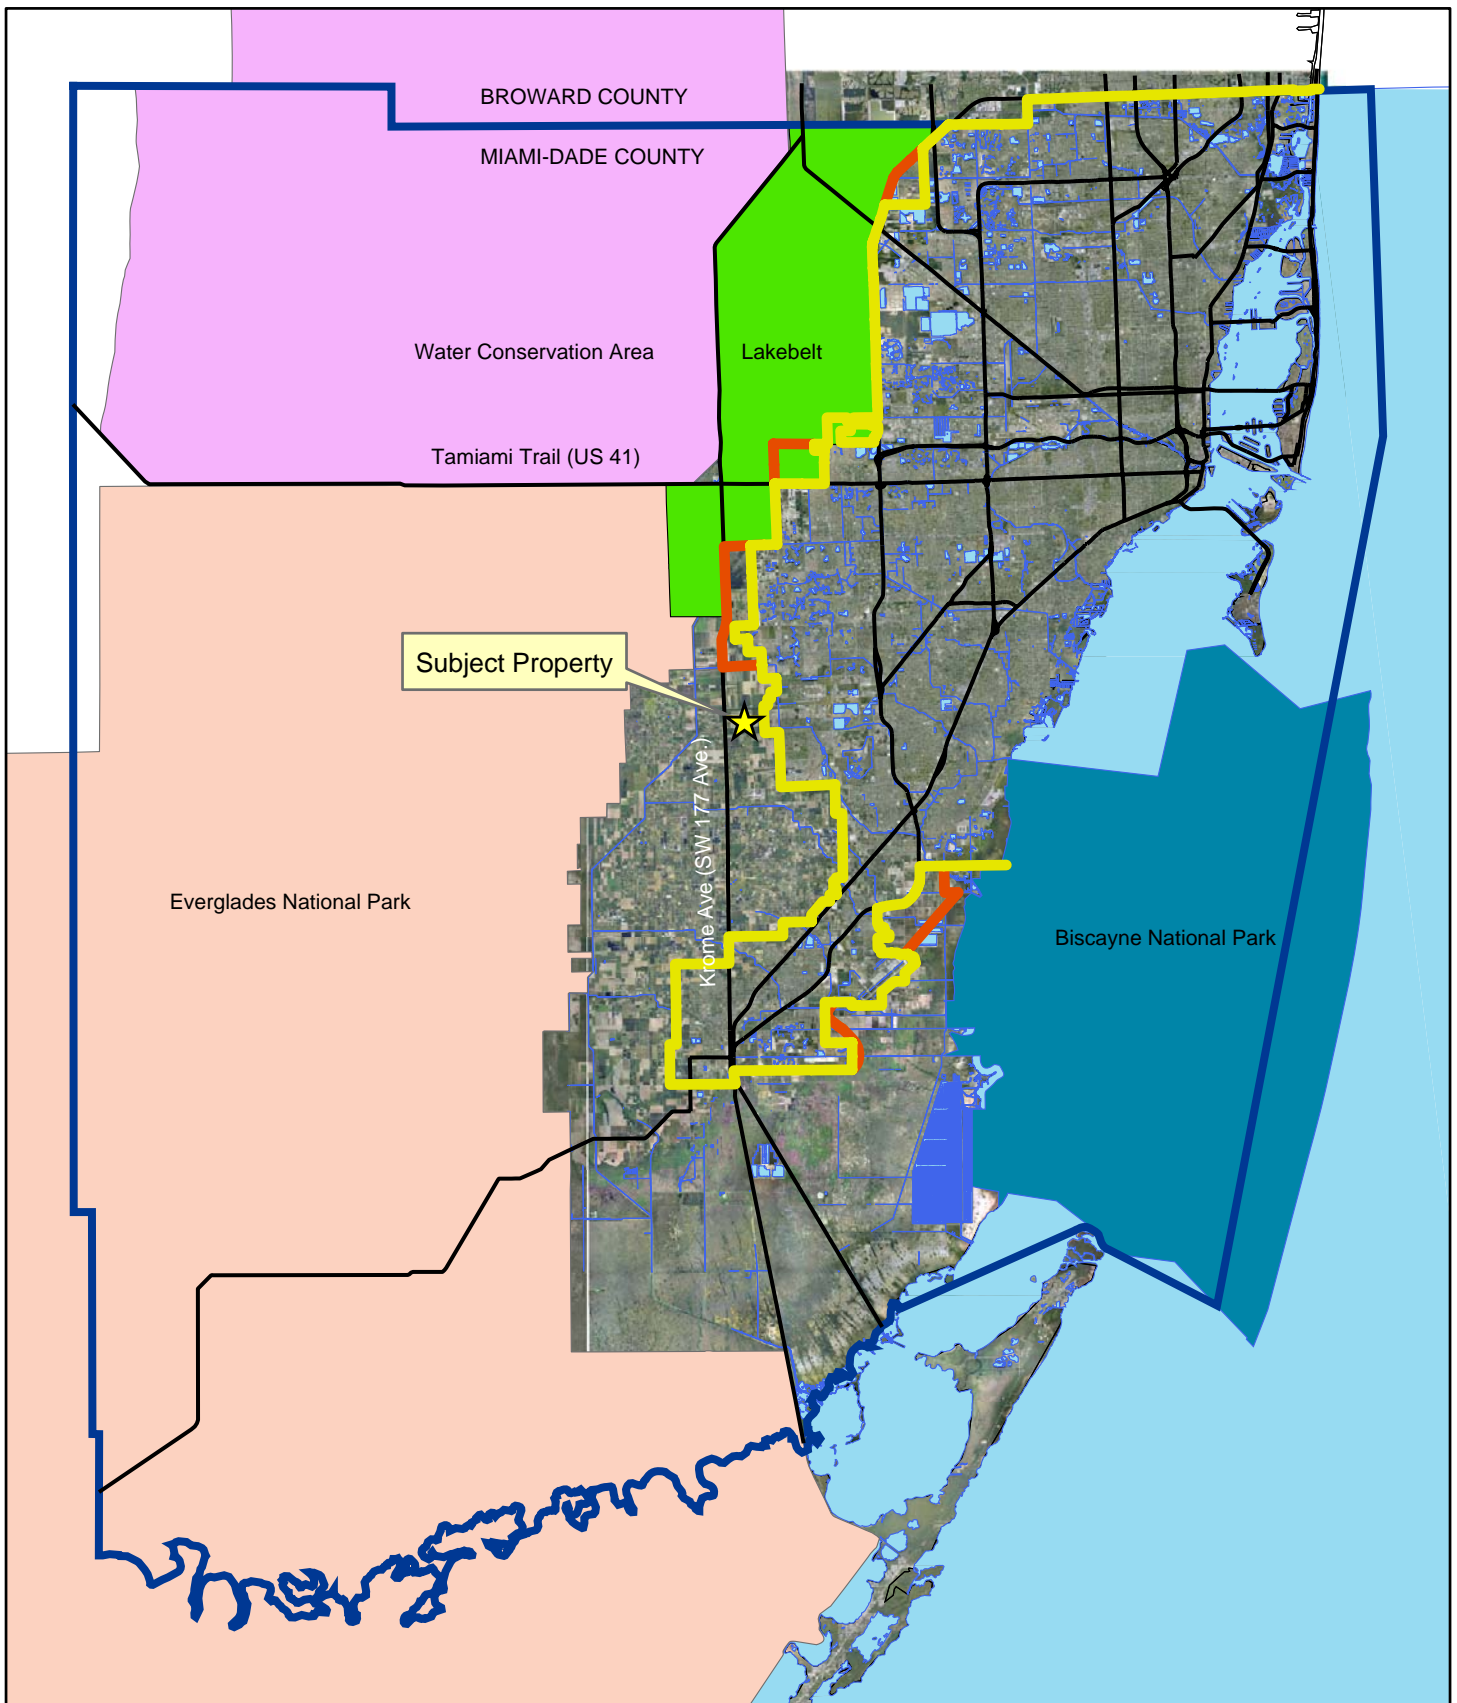 BROWARD COUNTY
MIAMI-DADE COUNTY
Water Conservation Area
Lakebelt
Tamiami Trail (US 41)
Subject Property
Krome Ave (SW 177 Ave.)
Everglades National Park
Biscayne National Park